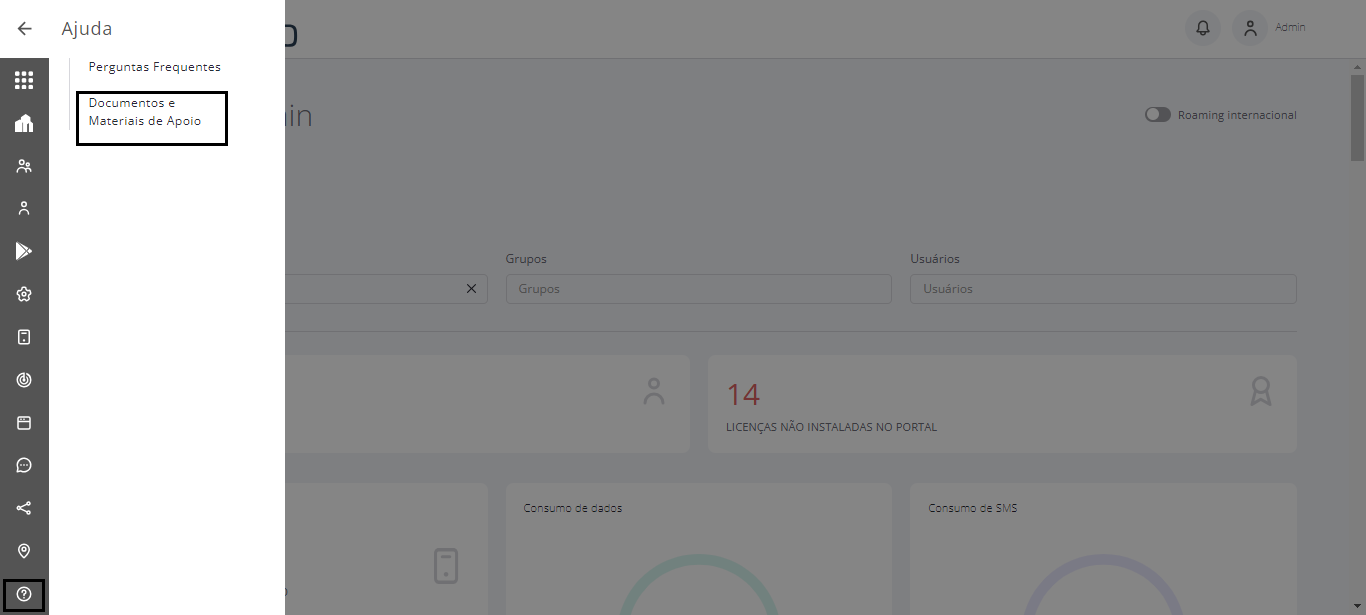 Ajuda
Admin
Perguntas Frequentes
Documentos e
Materiais de Apoio
Roaming internacional
Grupos
Usuários
Grupos
Usuários
14
LICENÇAS NÃO INSTALADAS NO PORTAL
Consumo de dados
Consumo de SMS